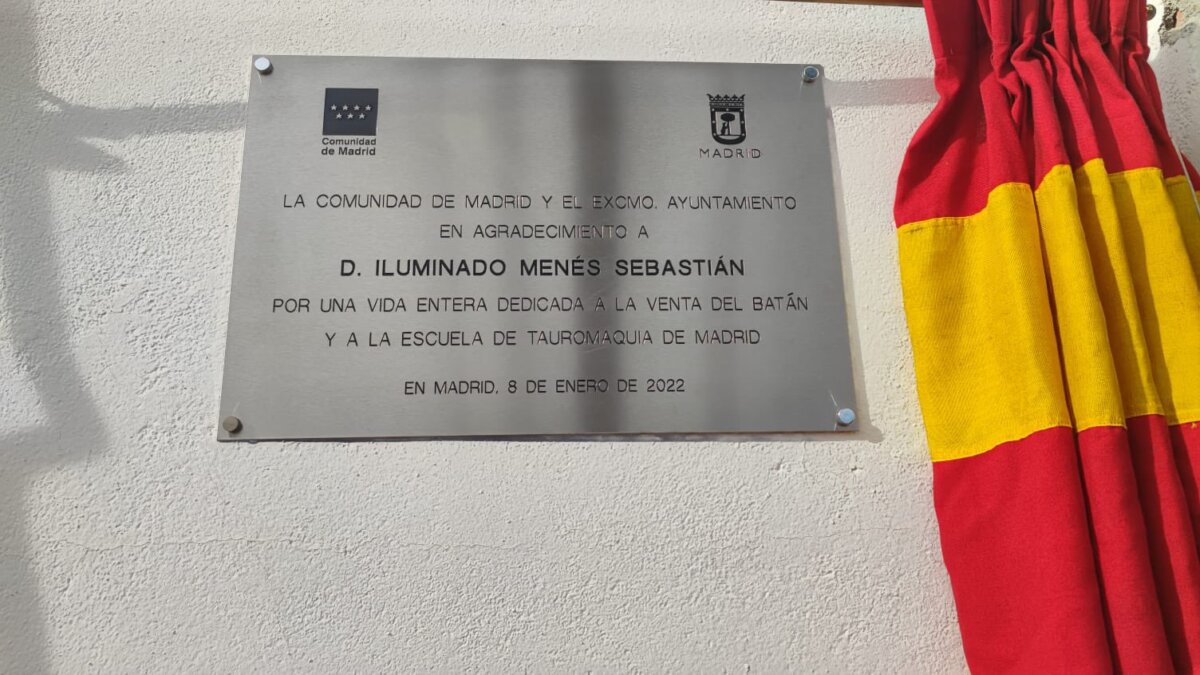 Comunidad
de Madrid
MADRID
LA COMUNIDAD DE MADRID Y EL EXCMO. AYUNTAMIENTO
EN AGRADECIMIENTO A
D. ILUMINADO MENÉS SEBASTIÁN
POR UNA VIDA ENTERA DEDICADA A LA VENTA DEL BATÁN
Y A LA ESCUELA DE TAUROMAQUIA DE MADRID
EN MADRID, 8 DE ENERO DE 2022